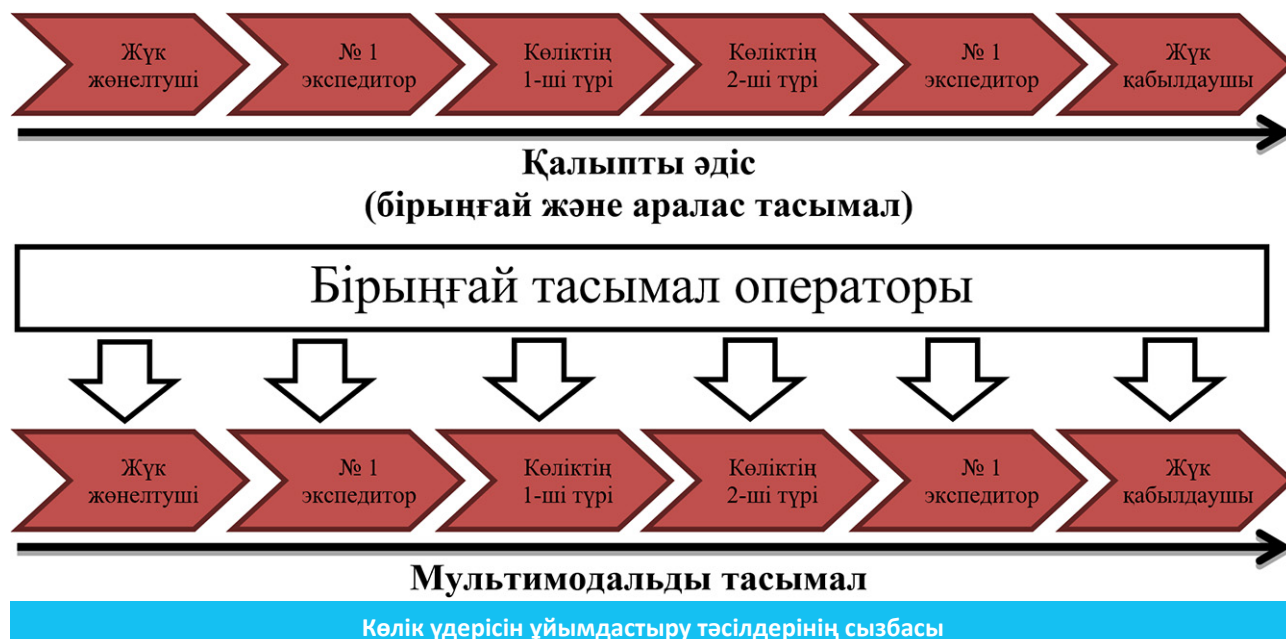 Жүк
жөнелтуші
№ 1
экспедитор
Көліктің
1-ші түрі
Көліктің
2-ші түрі
№ 1
экспедитор
Жүк
қабылдаушы
Қалыпты әдіс
(бірыңғай және аралас тасымал)
Бірыңғай тасымал операторы
Жүк
жөнелтуші
№ 1
экспедитор
Көліктің
1-ші түрі
Көліктің
2-ші түрі
№ 1
экспедитор
Жүк
қабылдаушы
Мультимодальды тасымал
Көлік үдерісін ұйымдастыру тәсілдерінің сызбасы